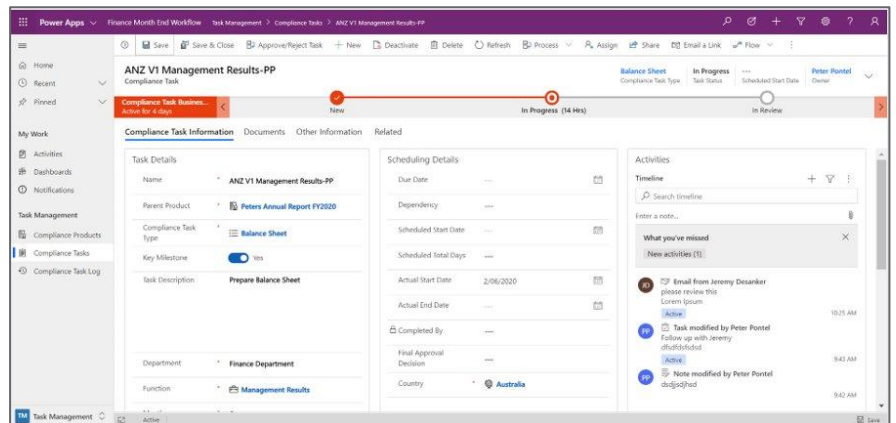 Power Apps
Finance Month End Workflow
Task Management > Compliance Tasks > ANZ V1 Management Results-PP
Save
Save & Close
Approve/Reject Task
New
Deactivate
Delete
Refresh
Process
Assign
Share
Email a Link
Flow
Home
Recent
Pinned
My Work
Activities
Dashboards
Notifications
Task Management
Compliance Products
Compliance Tasks
Compliance Task Log
TM Task Management
ANZ V1 Management Results-PP
Compliance Task
Balance Sheet
Compliance Task Type
In Progress
Task Status
---
Scheduled Start Date
Peter Pontel
Owner
Compliance Task Busines...
Active for 4 days
New
In Progress (14 Hrs)
In Review
Compliance Task Information
Documents
Other Information
Related
Task Details
Name * ANZ V1 Management Results-PP
Parent Product * Peters Annual Report FY2020
Compliance Task * Balance Sheet
Type
Key Milestone Yes
Task Description Prepare Balance Sheet
Department * Finance Department
Function * Management Results
Scheduling Details
Due Date ---
Dependency ---
Scheduled Start Date ---
Scheduled Total Days ---
Actual Start Date 2/06/2020
Actual End Date ---
Completed By ---
Final Approval
Decision ---
Country * Australia
Activities
Timeline
Search timeline
Enter a note...
What you've missed
New activities (1)
JD
Email from Jeremy Desanker
please review this
Lorem Ipsum
Active
10:25 AM
PP
Task modified by Peter Pontel
Follow up with Jeremy
Active
9:43 AM
PP
Note modified by Peter Pontel
9:42 AM
Active
Save